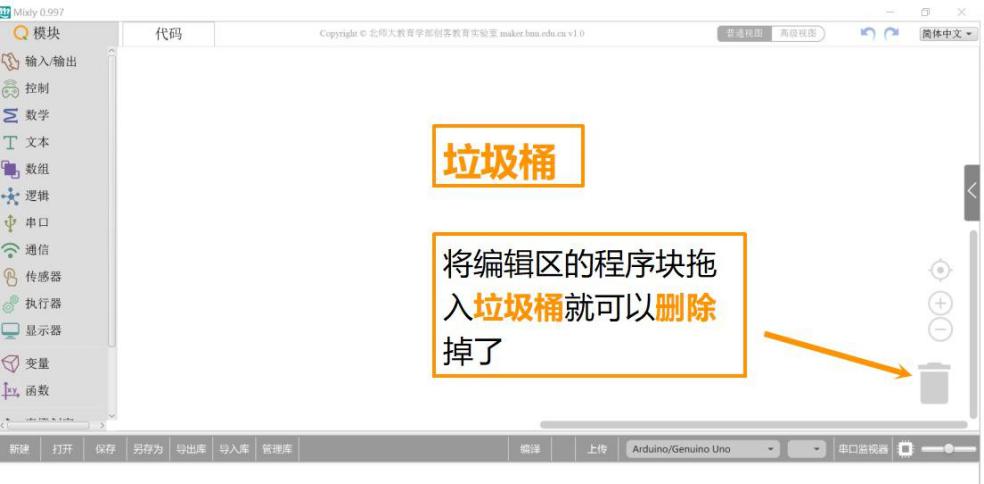 Mixly 0.997
模块
代码
Copyright © 北师大教育学部创客教育实验室 maker.bnu.edu.cn v1.0
普通视图 高级视图
简体中文
输入/输出
控制
数学
文本
数组
逻辑
串口
通信
传感器
执行器
显示器
变量
函数
垃圾桶
将编辑区的程序块拖
入垃圾桶就可以删除
掉了
新建 打开 保存 另存为 导出库 导入库 管理库 编译 上传 Arduino/Genuino Uno 串口监视器